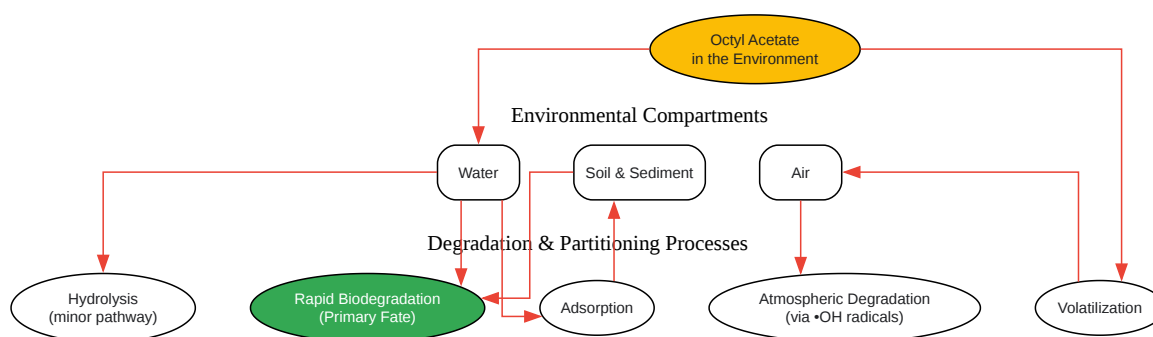 Octyl Acetate
in the Environment
Environmental Compartments
Water
Soil & Sediment
Air
Degradation & Partitioning Processes
Hydrolysis
(minor pathway)
Rapid Biodegradation
(Primary Fate)
Adsorption
Atmospheric Degradation
(via •OH radicals)
Volatilization